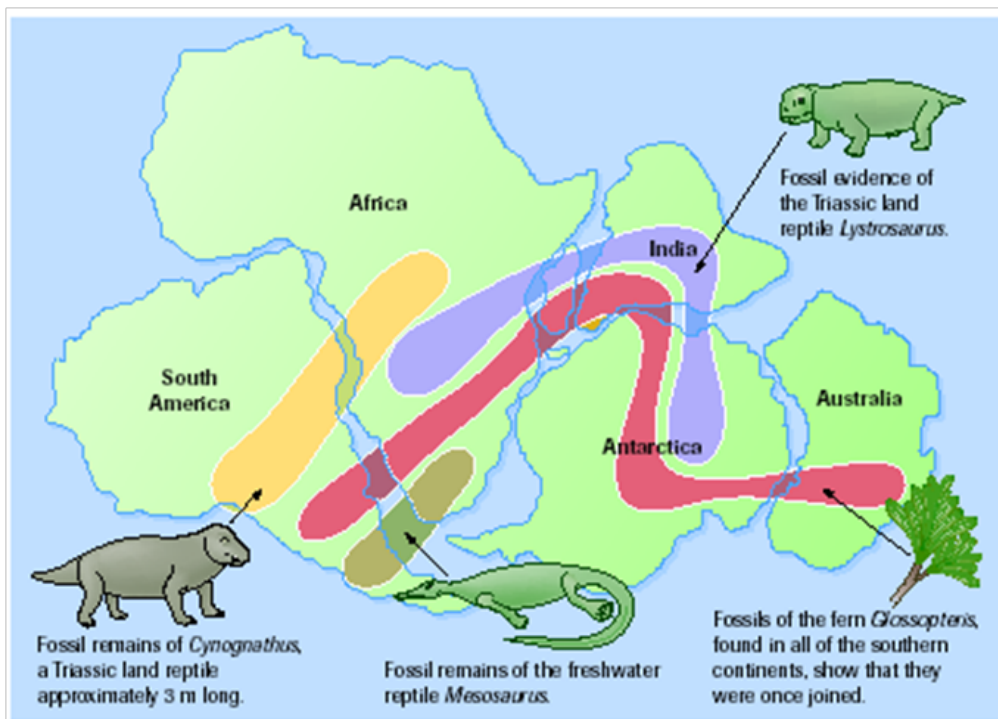 Africa
India
South
America
Antarctica
Australia
Fossil evidence of
the Triassic land
reptile Lystrosaurus.
Fossil remains of Cynognathus,
a Triassic land reptile
approximately 3 m long.
Fossil remains of the freshwater
reptile Mesosaurus.
Fossils of the fern Glossopteris,
found in all of the southern
continents, show that they
were once joined.